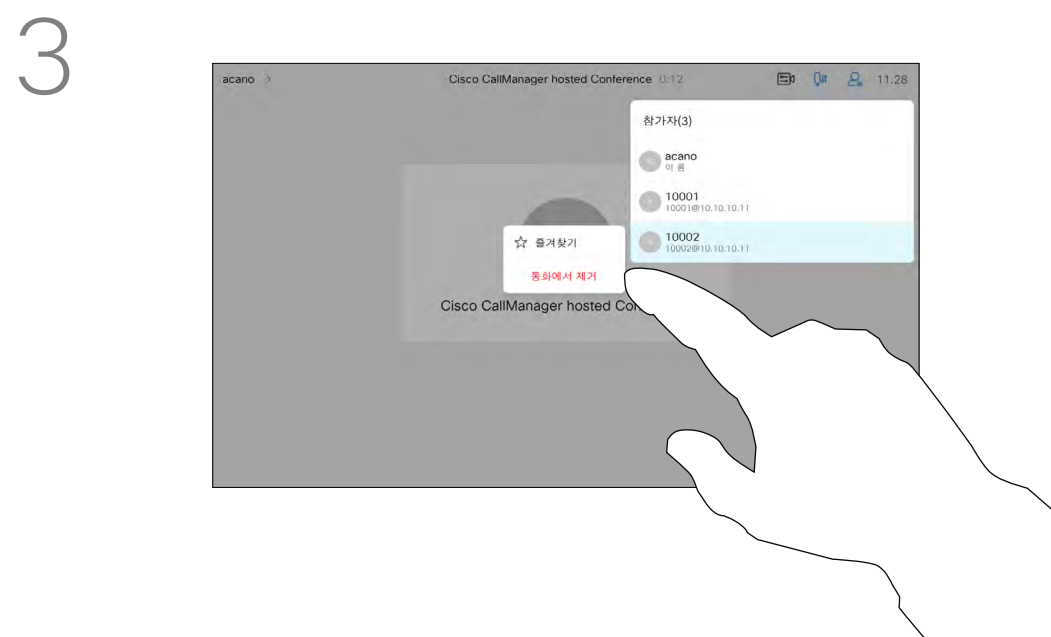 3
acano >
Cisco CallManager hosted Conference 0:12
11:28
참가자(3)
acano
이 름
10001
10001@10.10.10.11
10002
10002@10.10.10.11
즐겨찾기
통화에서 제거
Cisco CallManager hosted